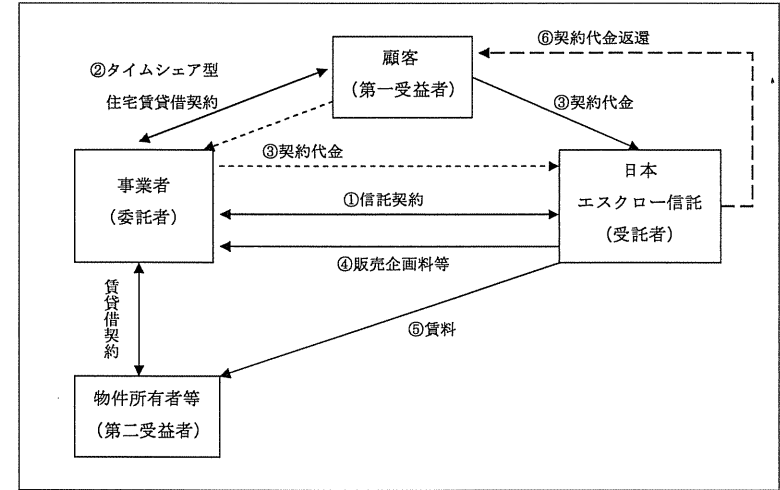 ⑥契約代金返還
顧客
(第一受益者)
②タイムシェア型
住宅賃貸借契約
③契約代金
③契約代金
事業者
(委託者)
日本
エスクロー信託
(受託者)
①信託契約
④販売企画料等
賃貸借契約
⑤賃料
物件所有者等
(第二受益者)